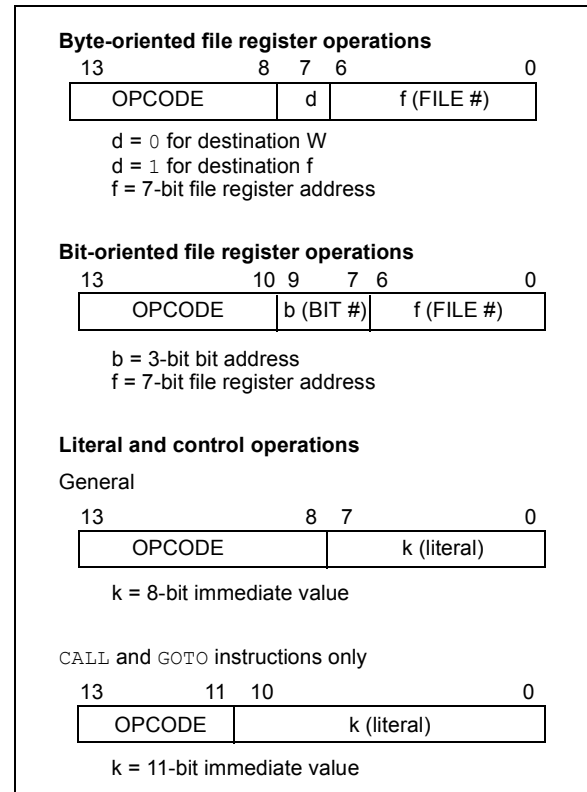 Byte-oriented file register operations
13 8 7 6 0
OPCODE d f (FILE #)
d = 0 for destination W
d = 1 for destination f
f = 7-bit file register address
Bit-oriented file register operations
13 10 9 7 6 0
OPCODE b (BIT #) f (FILE #)
b = 3-bit bit address
f = 7-bit file register address
Literal and control operations
General
13 8 7 0
OPCODE k (literal)
k = 8-bit immediate value
CALL and GOTO instructions only
13 11 10 0
OPCODE k (literal)
k = 11-bit immediate value